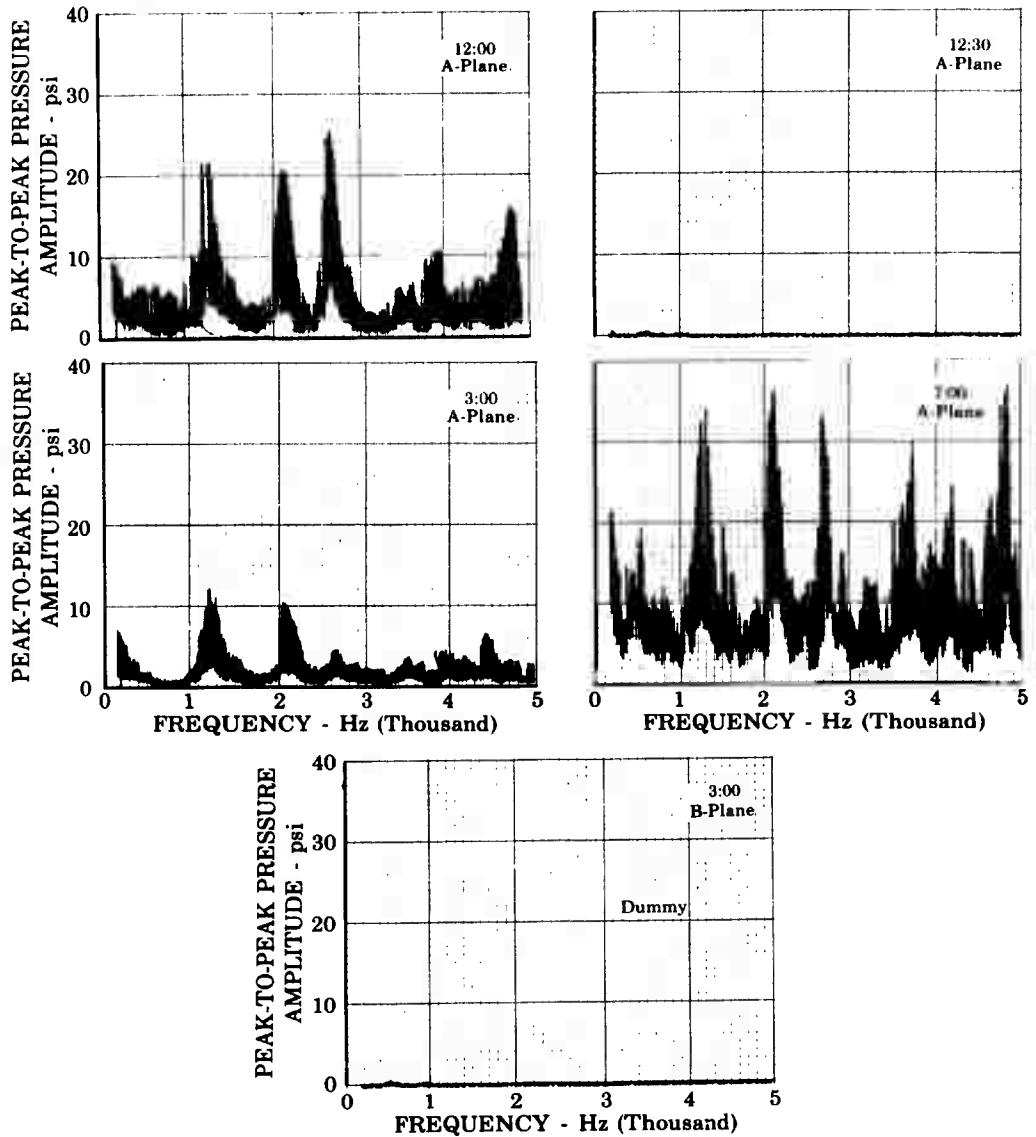 PEAK-TO-PEAK PRESSURE
AMPLITUDE - psi
40
30
20
10
0
12:00
A-Plane
12:30
A-Plane
PEAK-TO-PEAK PRESSURE
AMPLITUDE - psi
40
30
20
10
0
3:00
A-Plane
7:00
A-Plane
0 1 2 3 4 5
FREQUENCY - Hz (Thousand)
0 1 2 3 4 5
FREQUENCY - Hz (Thousand)
PEAK-TO-PEAK PRESSURE
AMPLITUDE - psi
40
30
20
10
0
3:00
B-Plane
Dummy
0 1 2 3 4 5
FREQUENCY - Hz (Thousand)